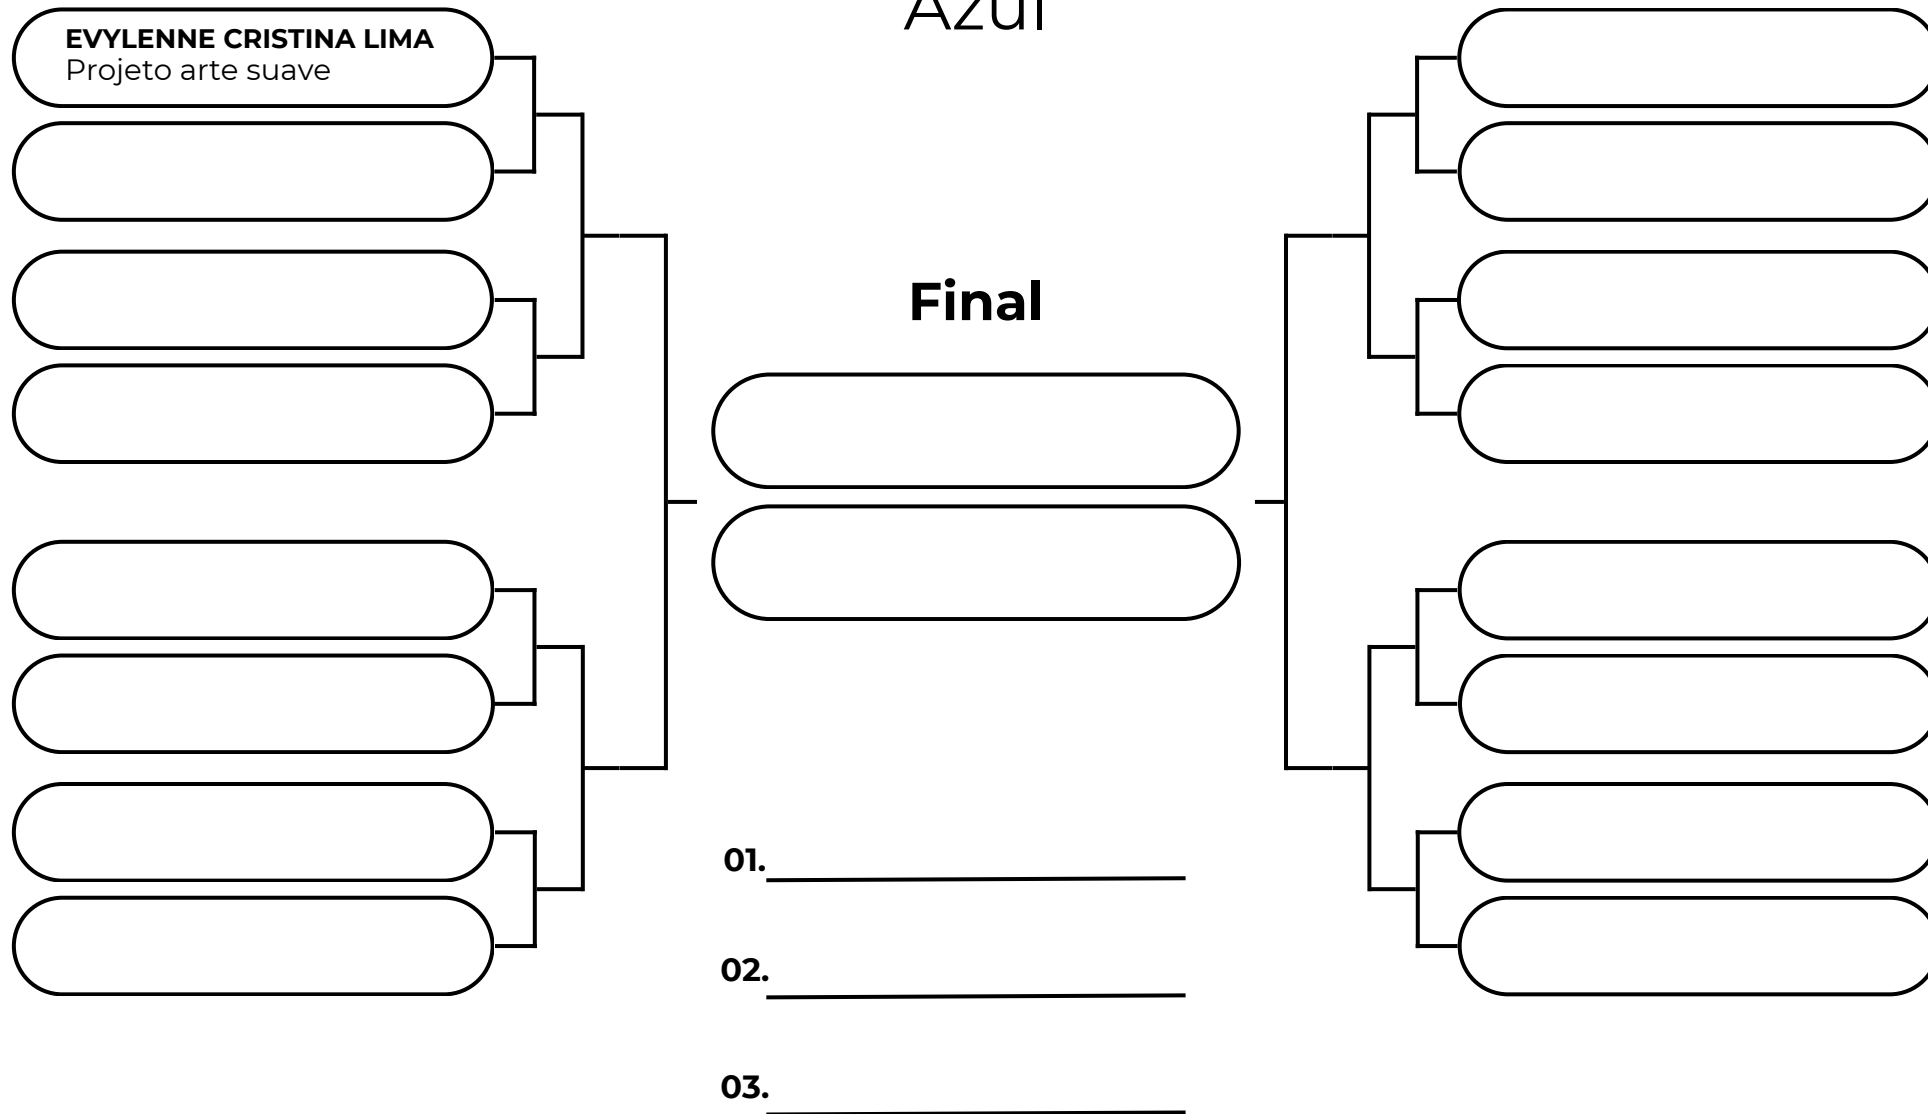 Azul
EVYLENNE CRISTINA LIMA
Projeto arte suave
Final
01.
02.
03.